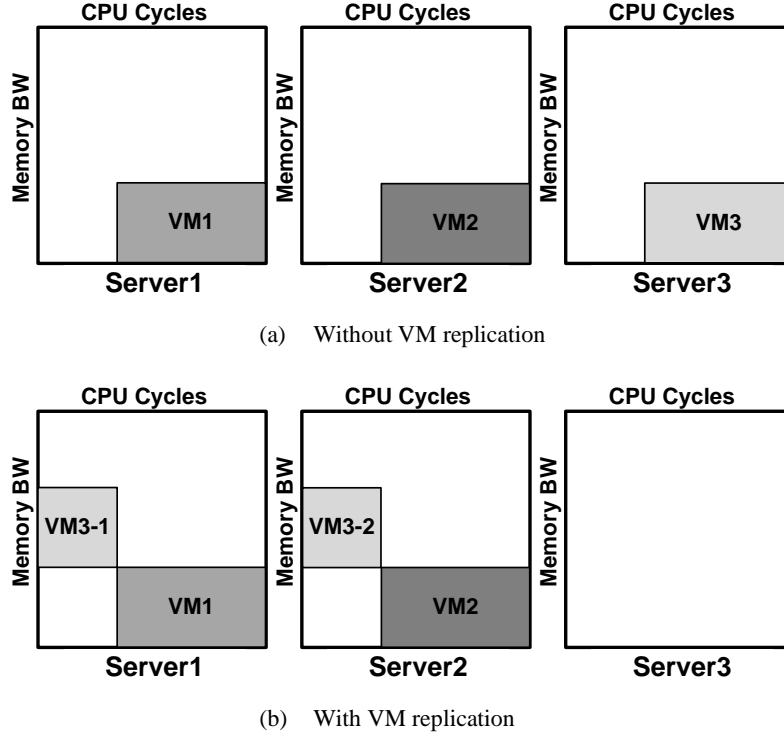 CPU Cycles CPU Cycles CPU Cycles
Memory BW Memory BW Memory BW
VM1 VM2 VM3
Server1 Server2 Server3
(a) Without VM replication
CPU Cycles CPU Cycles CPU Cycles
Memory BW Memory BW Memory BW
VM3-1 VM3-2
VM1 VM2
Server1 Server2 Server3
(b) With VM replication